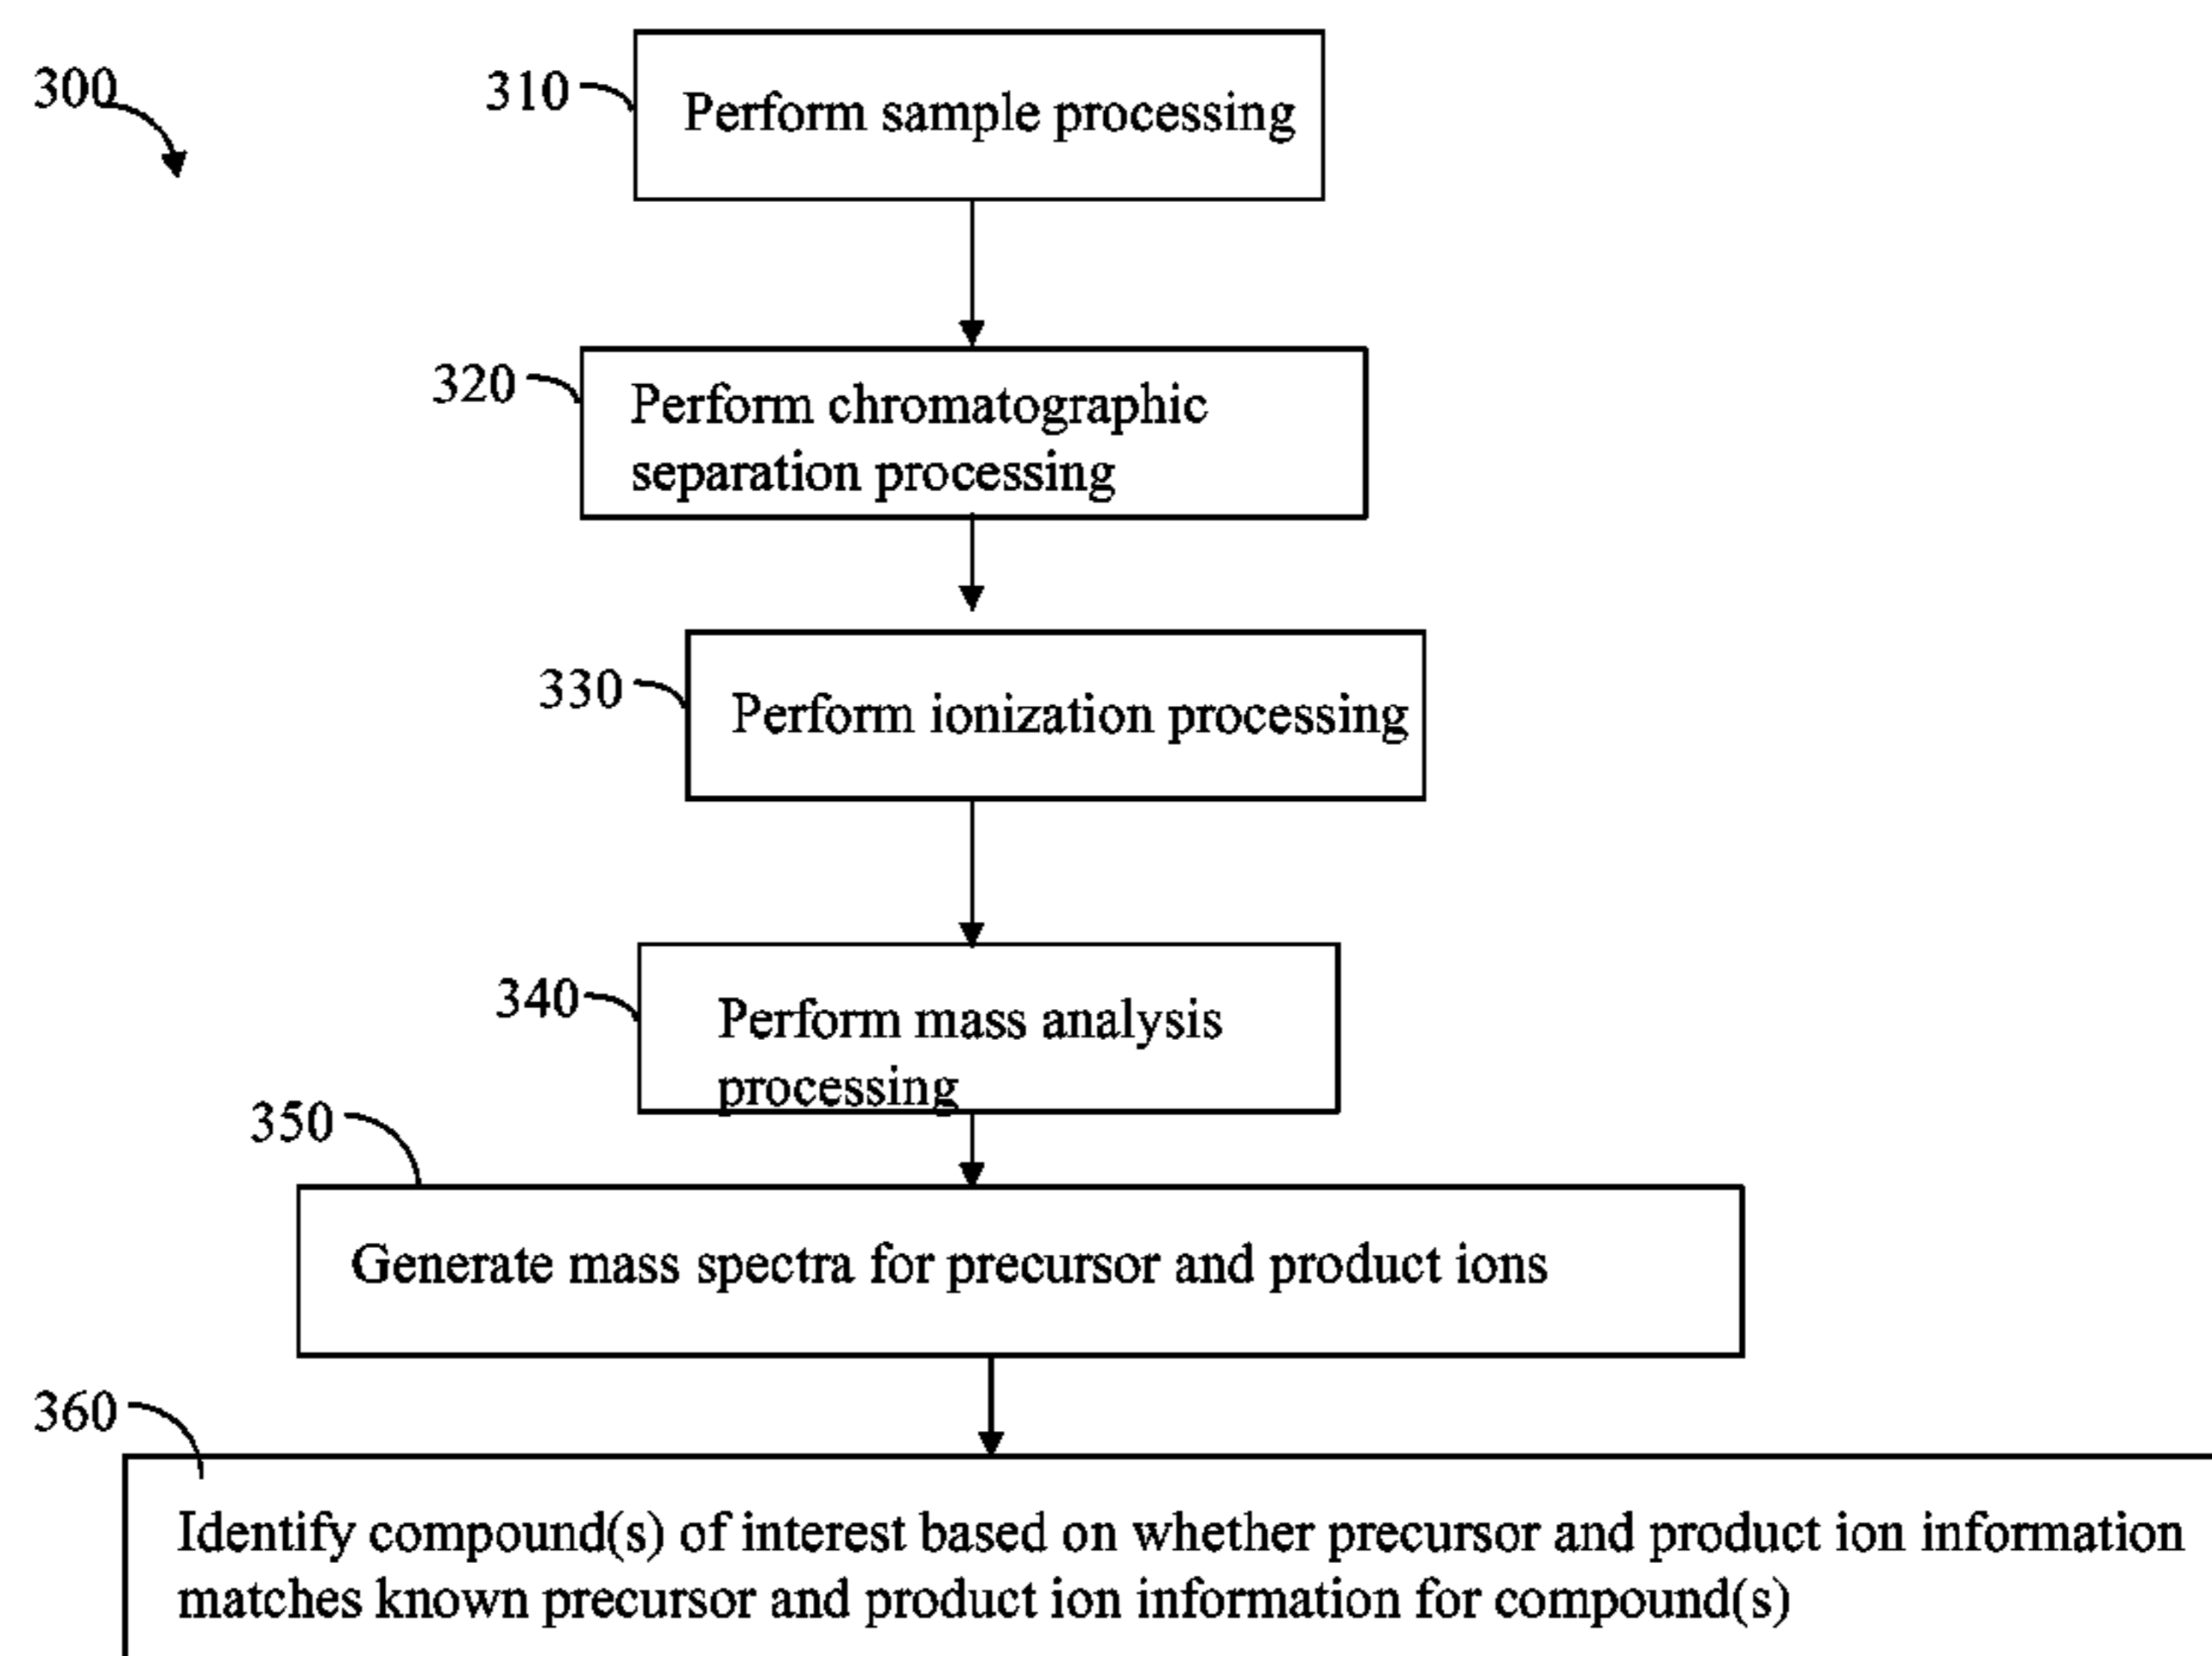 300
310
Perform sample processing
320
Perform chromatographic
separation processing
330
Perform ionization processing
340
Perform mass analysis
processing
350
Generate mass spectra for precursor and product ions
360
Identify compound(s) of interest based on whether precursor and product ion information
matches known precursor and product ion information for compound(s)